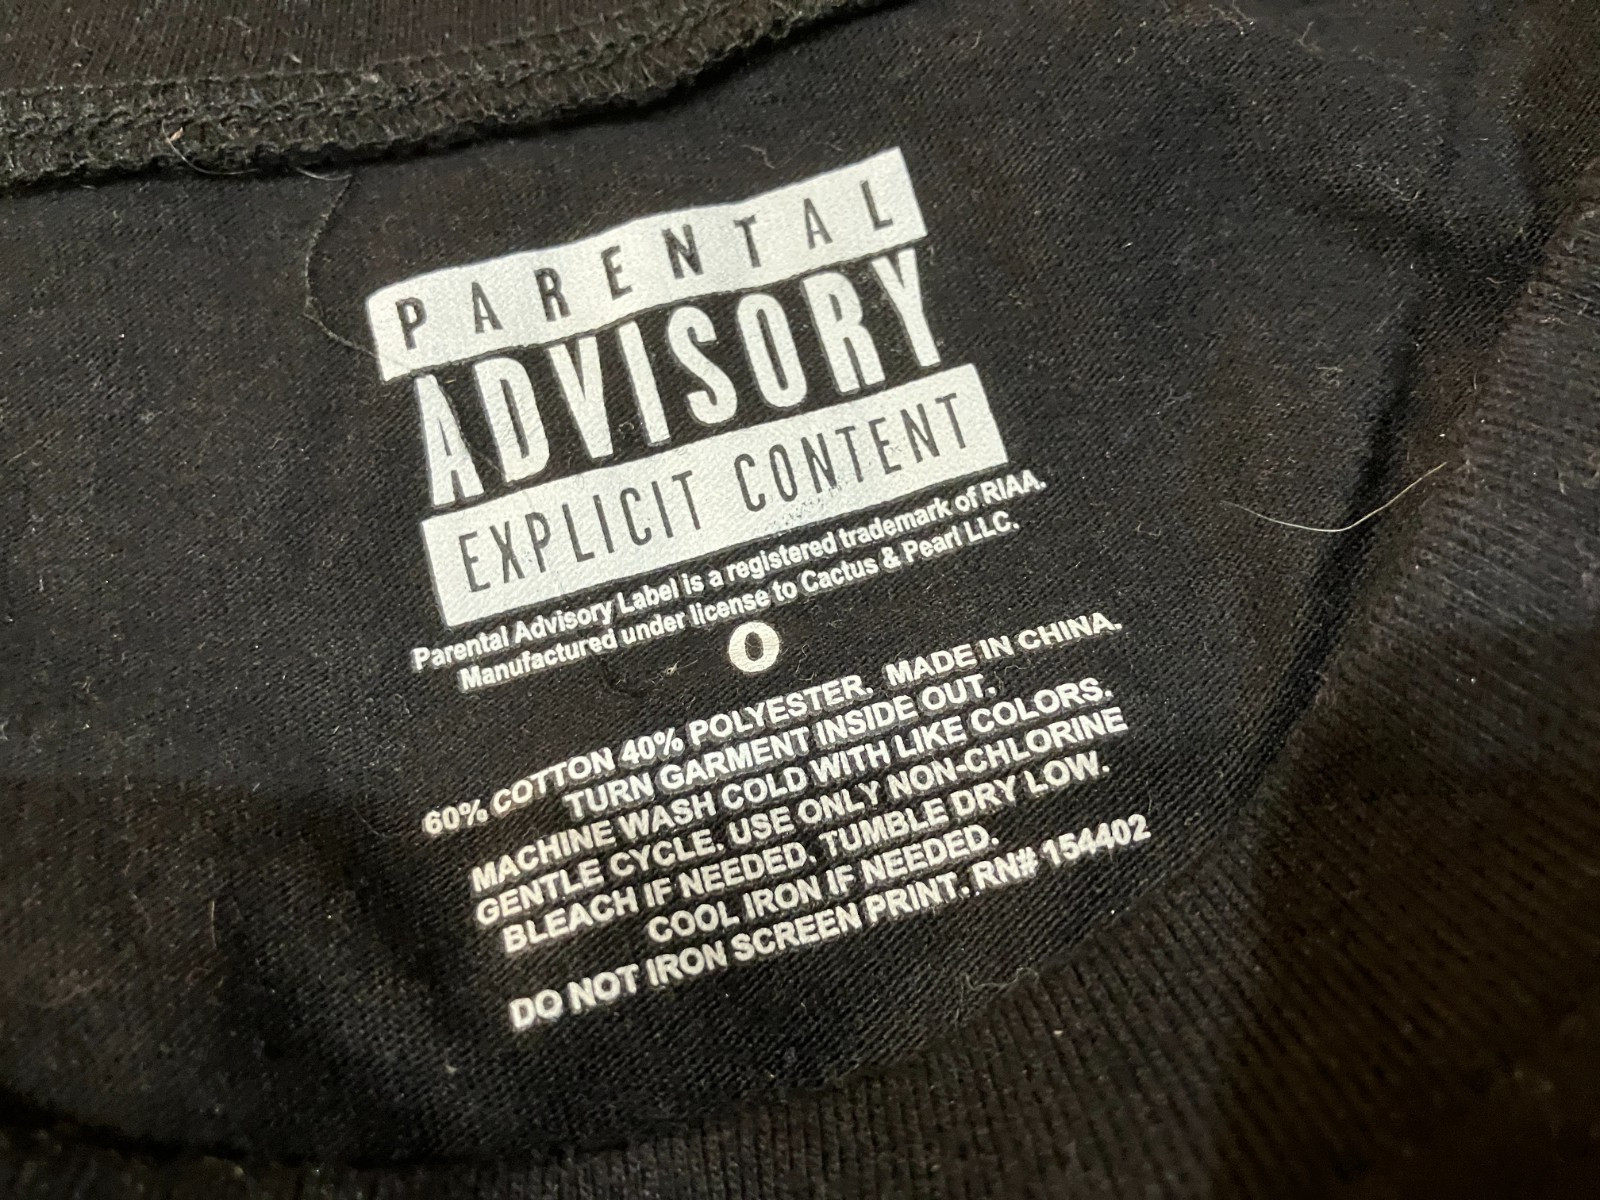 PARENTAL
ADVISORY
EXPLICIT CONTENT
Parental Advisory Label is a registered trademark of RIAA.
Manufactured under license to Cactus & Pearl LLC.
0
60% COTTON 40% POLYESTER. MADE IN CHINA.
TURN GARMENT INSIDE OUT.
MACHINE WASH COLD WITH LIKE COLORS.
GENTLE CYCLE. USE ONLY NON-CHLORINE
BLEACH IF NEEDED. TUMBLE DRY LOW.
COOL IRON IF NEEDED.
DO NOT IRON SCREEN PRINT. RN# 154402